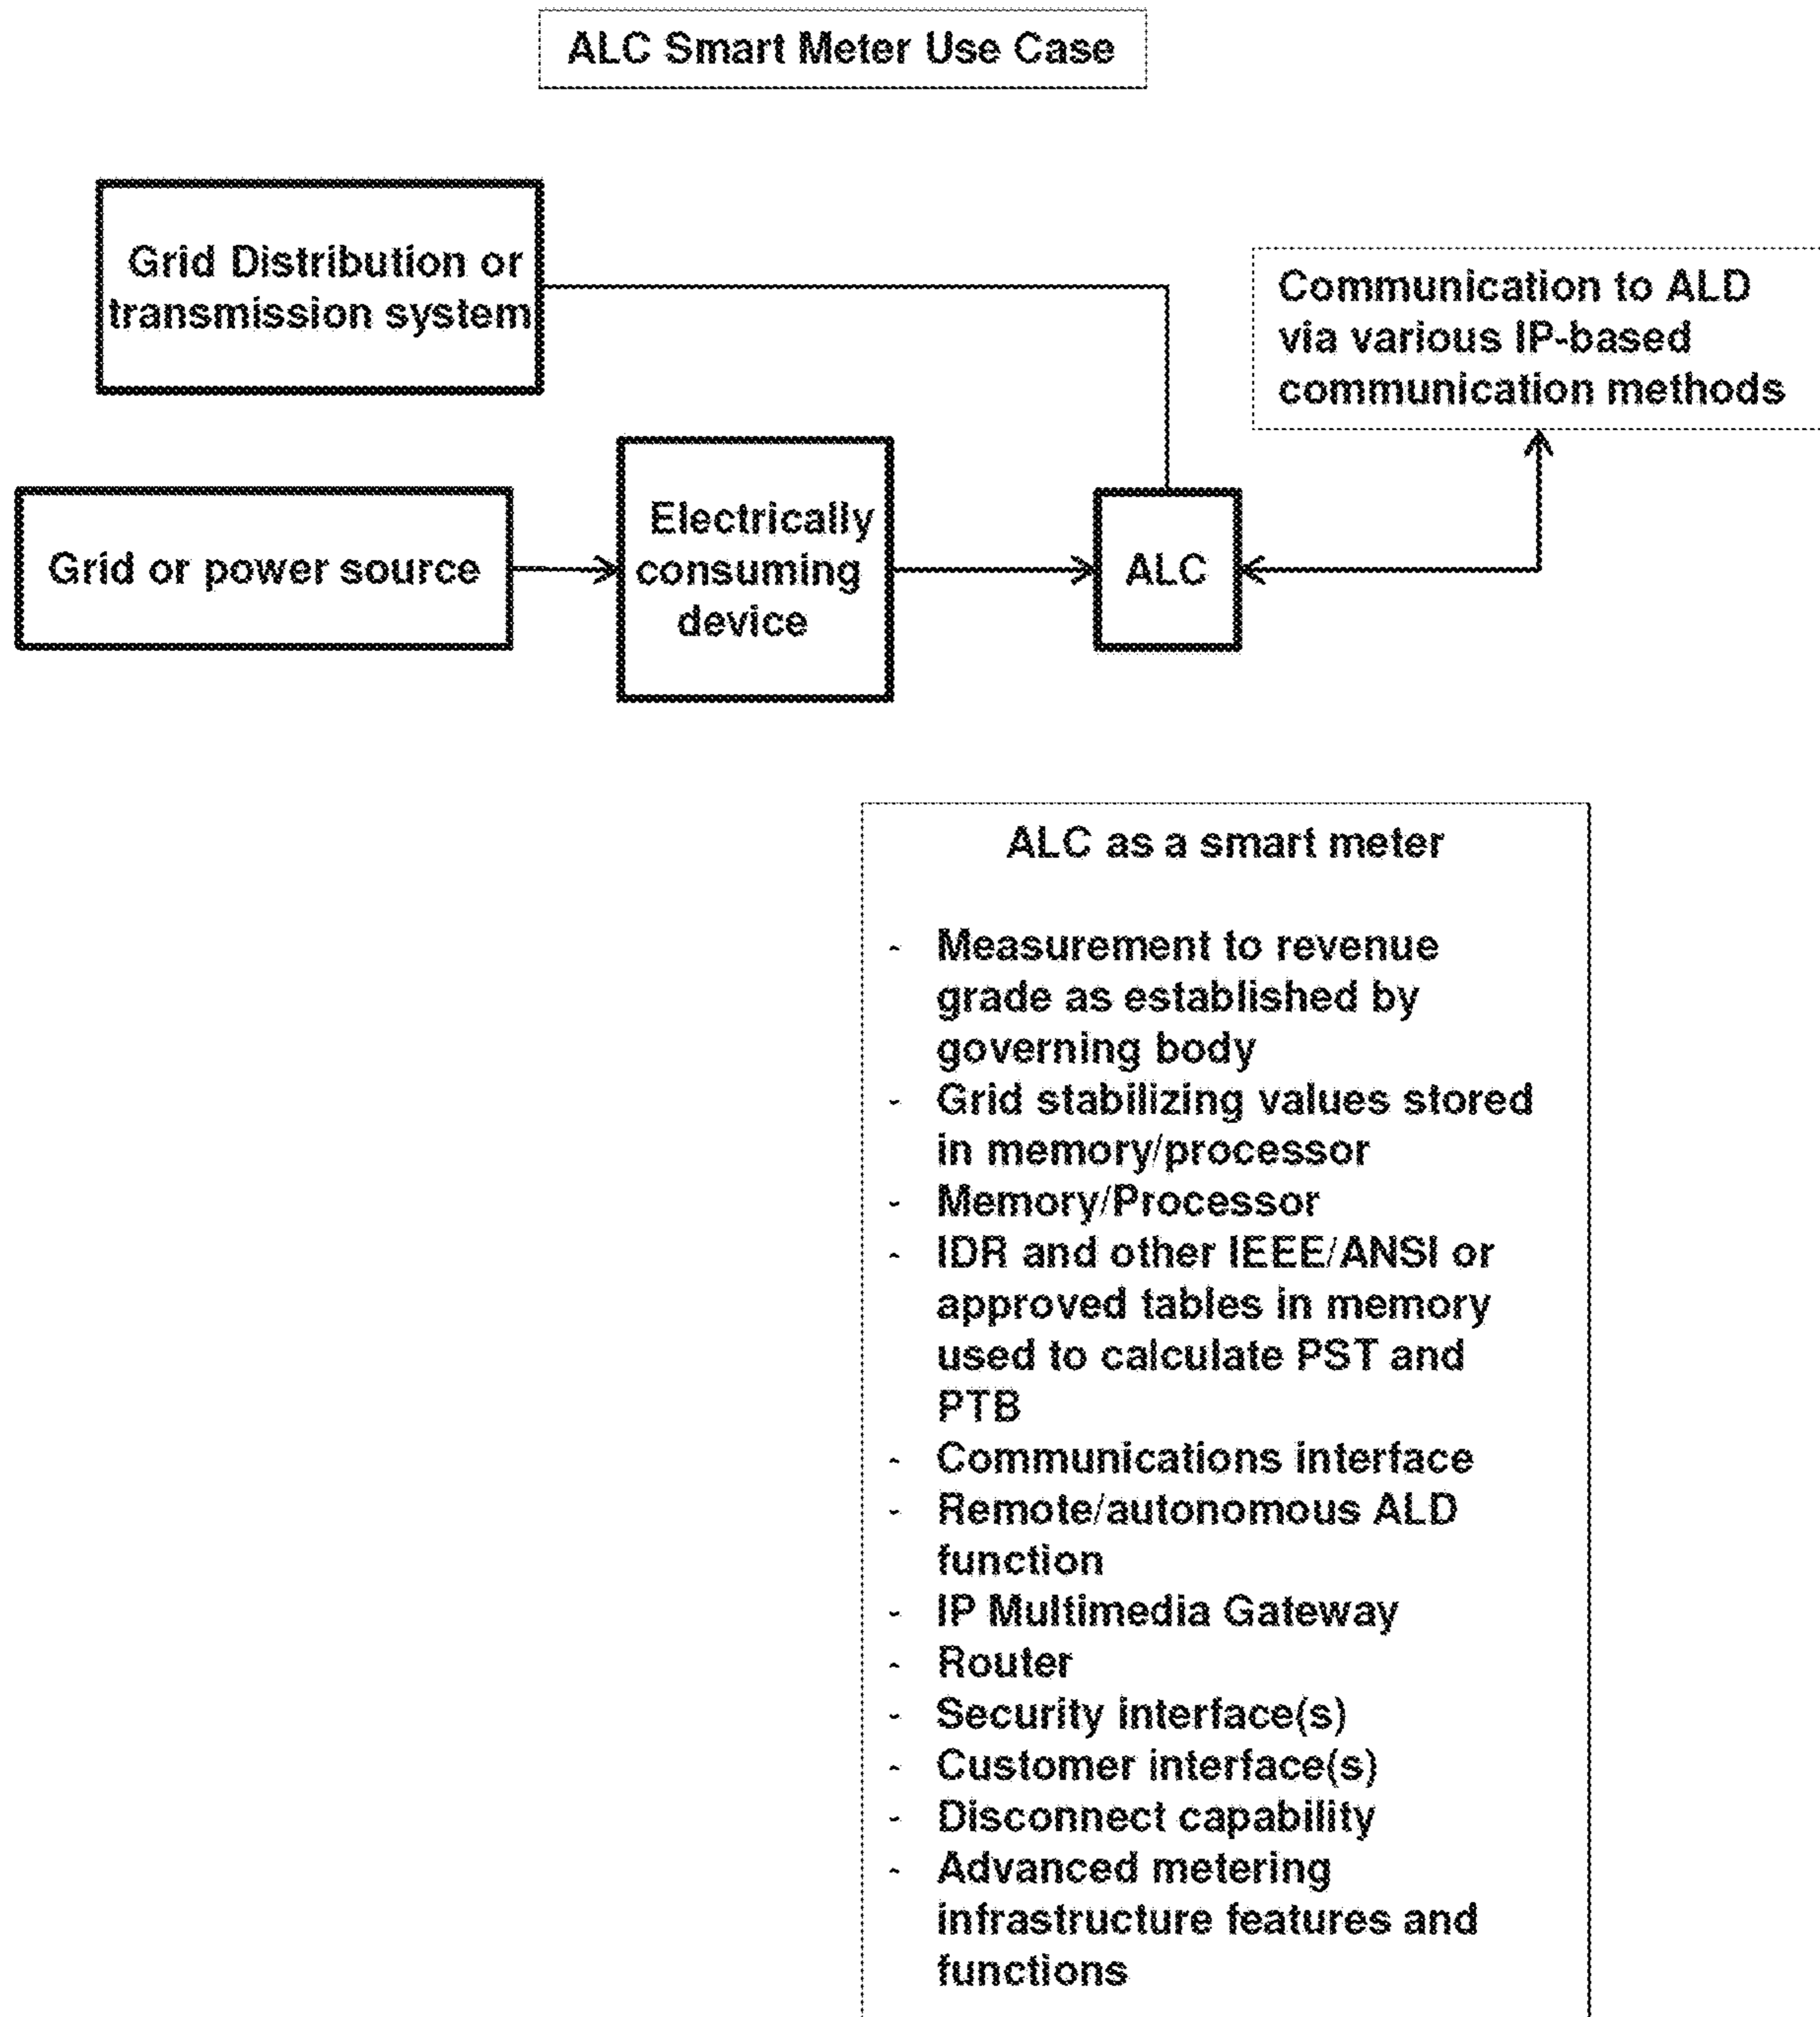 ALC Smart Meter Use Case
Grid Distribution or
transmission system
Communication to ALD
via various IP-based
communication methods
Grid or power source
Electrically
consuming
device
ALC
ALC as a smart meter
- Measurement to revenue
grade as established by
governing body
- Grid stabilizing values stored
in memory/processor
- Memory/Processor
- IDR and other IEEE/ANSI or
approved tables in memory
used to calculate PST and
PTB
- Communications interface
- Remote/autonomous ALD
function
- IP Multimedia Gateway
- Router
- Security interface(s)
- Customer interface(s)
- Disconnect capability
- Advanced metering
infrastructure features and
functions